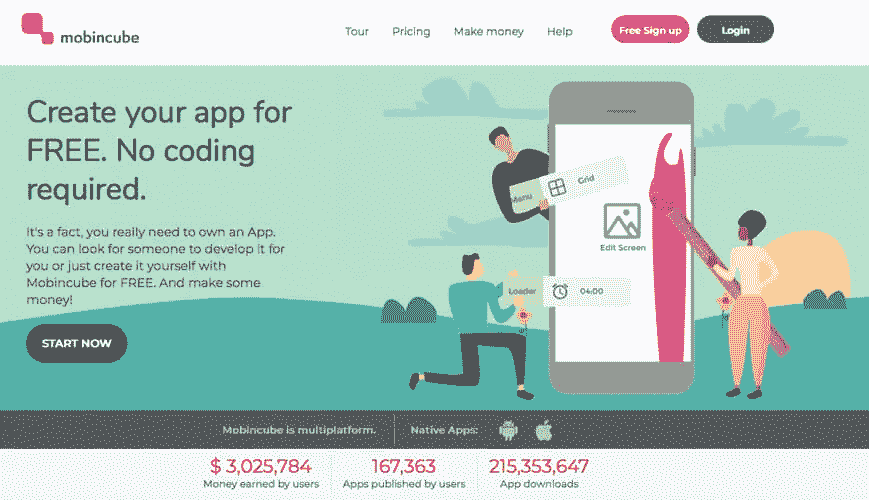 mobincube
Tour Pricing Make money Help Free Sign up Login
Create your app for
FREE. No coding
required.
It's a fact, you really need to own an App.
You can look for someone to develop it for
you or just create it yourself with
Mobincube for FREE. And make some
money!
START NOW
Menu Grid
Edit Screen
Loader 04:00
Mobincube is multiplatform. Native Apps:
$ 3,025,784 167,363 215,353,647
Money earned by users Apps published by users App downloads